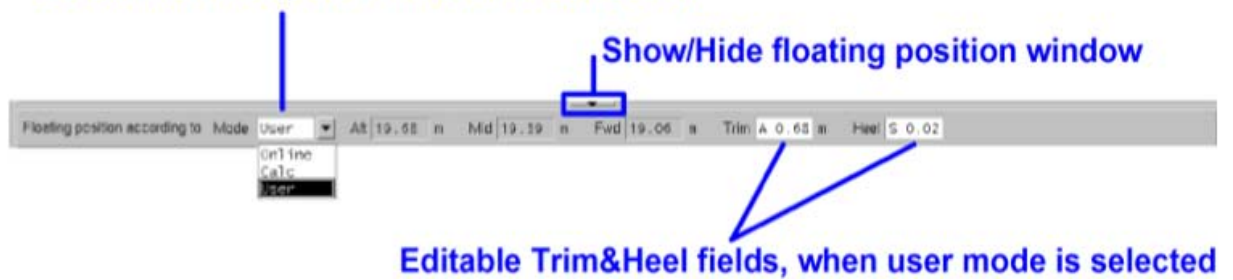 Show/Hide floating position window
Floating position according to Mode User Aft 19.68 m Mid 19.39 m Fwd 19.06 m Trim A 0.68 m Heel S 0.02
Online
Calc
User
Editable Trim&Heel fields, when user mode is selected